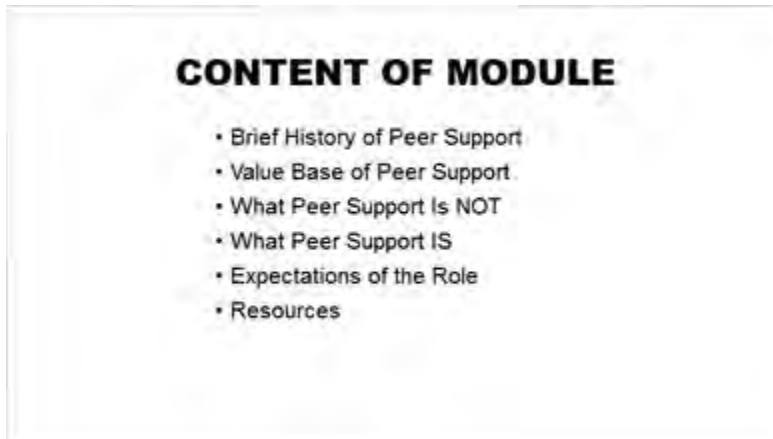 CONTENT OF MODULE
• Brief History of Peer Support
• Value Base of Peer Support
• What Peer Support Is NOT
• What Peer Support IS
• Expectations of the Role
• Resources